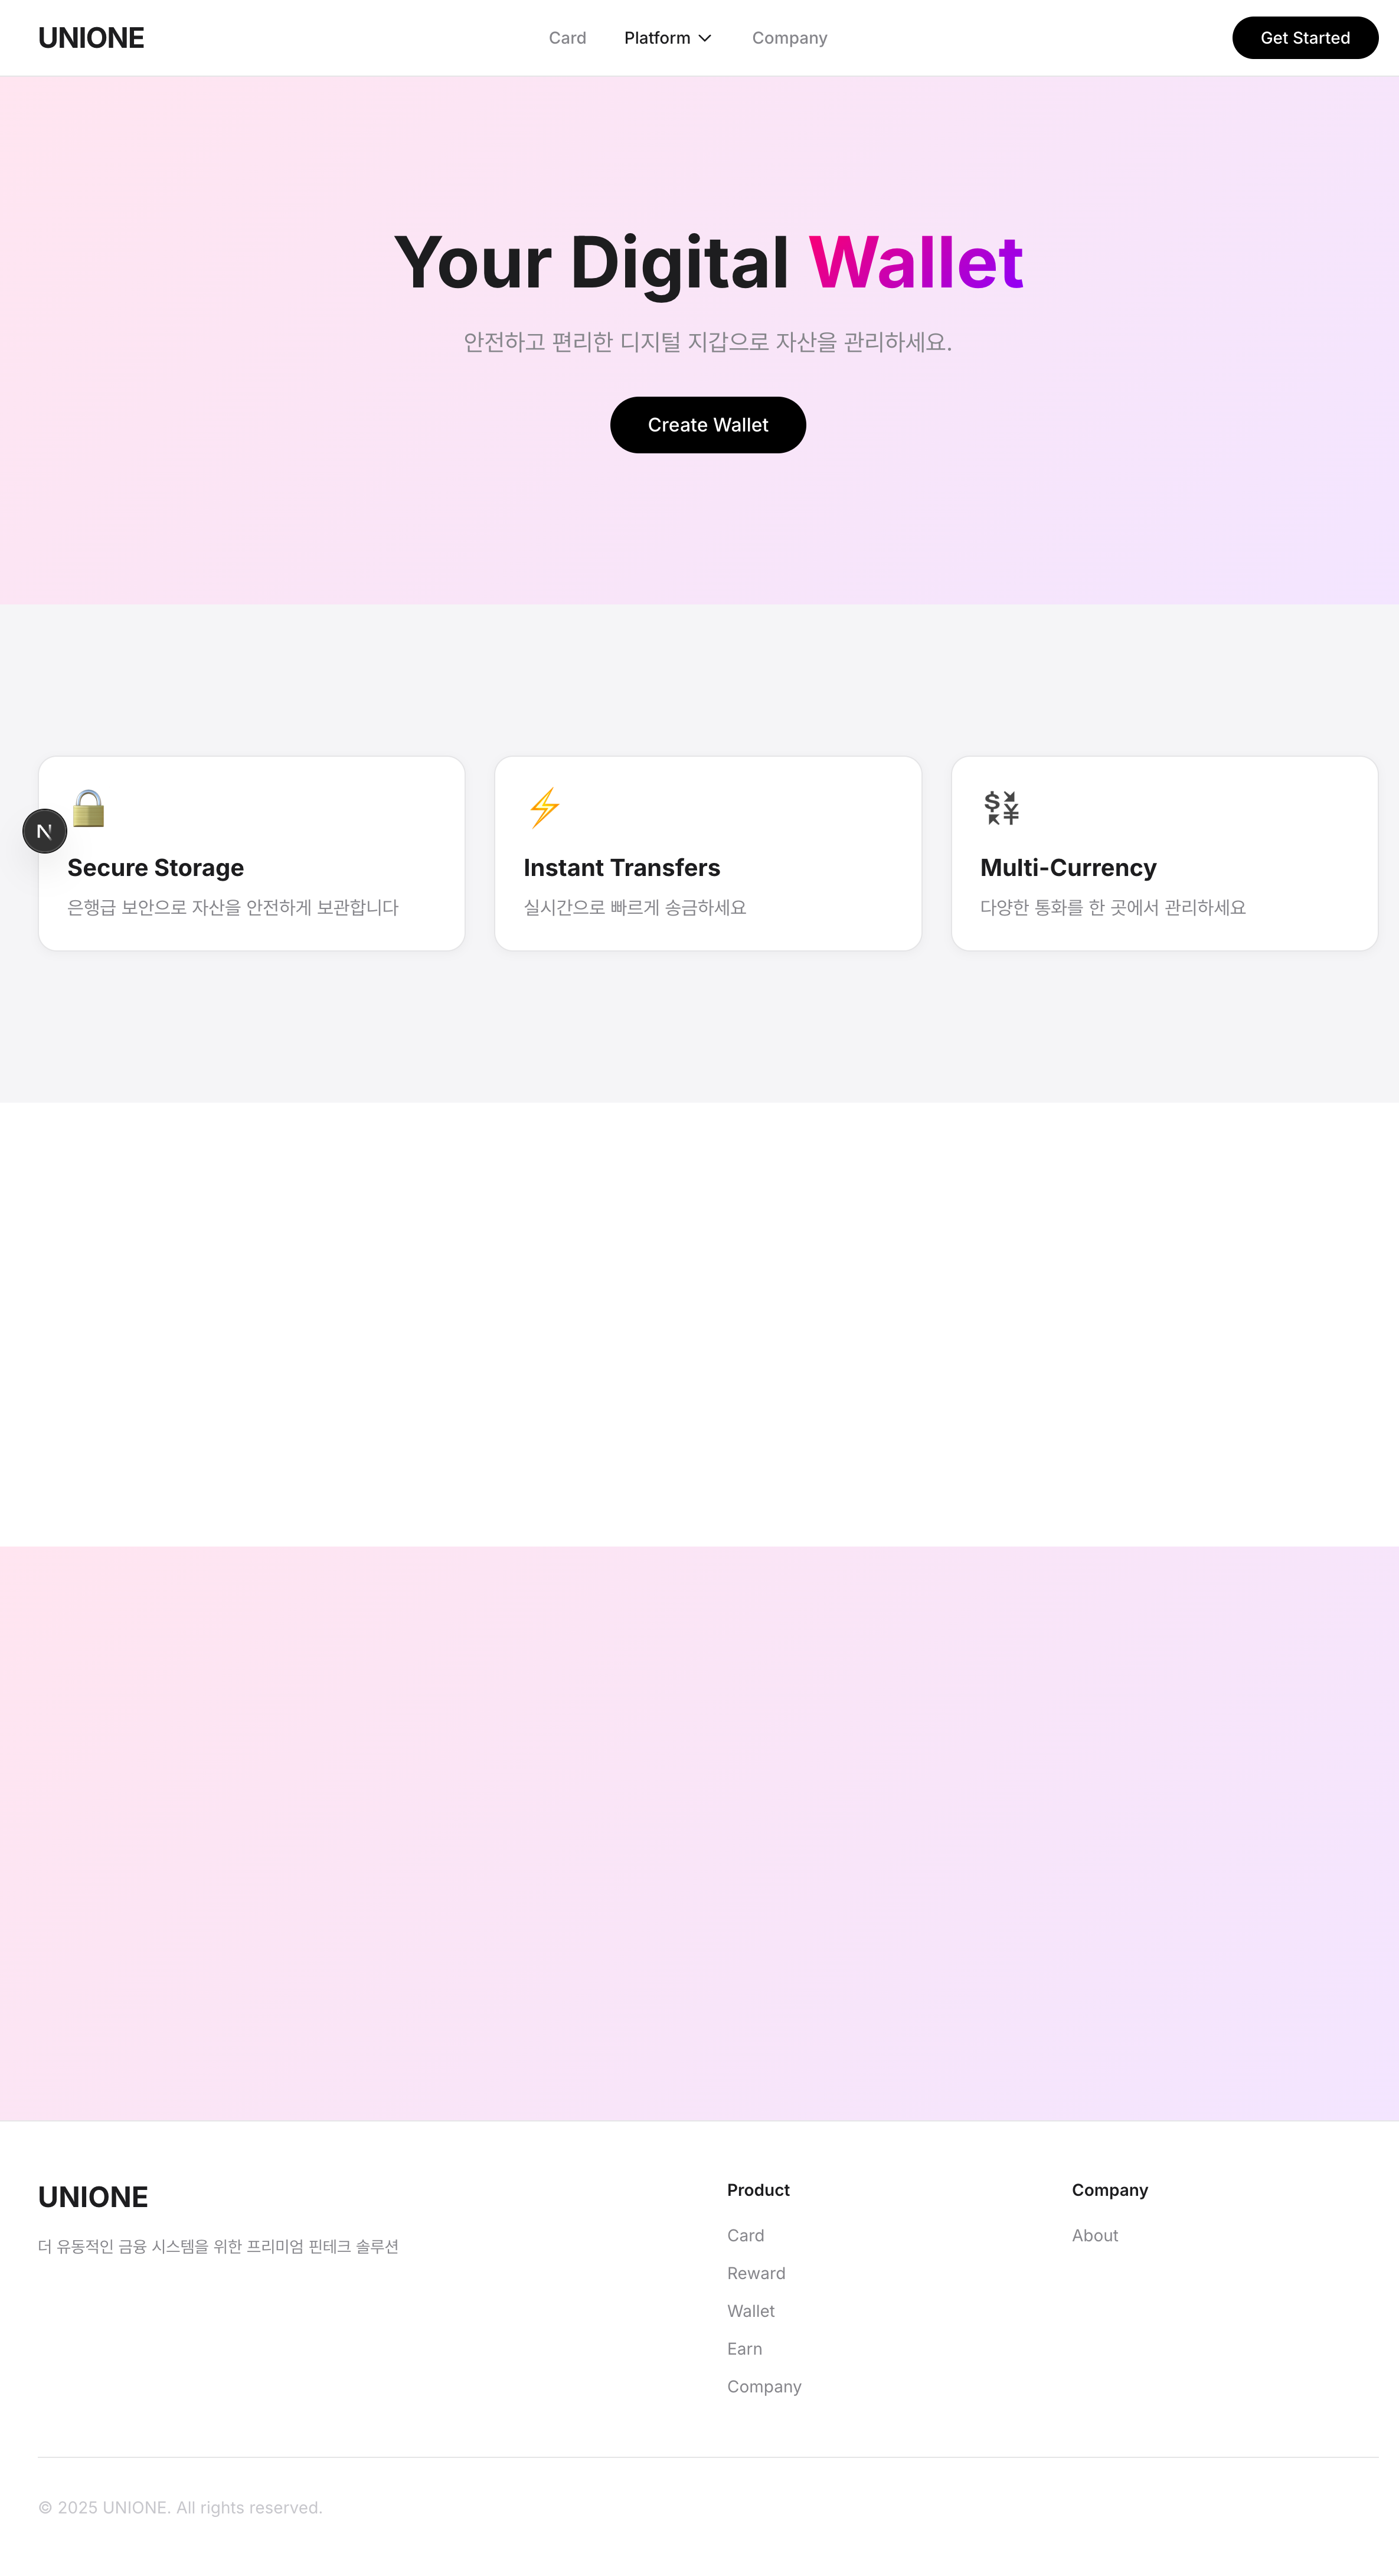 UNIONE
Card
Platform
Company
Get Started
Your Digital Wallet
안전하고 편리한 디지털 지갑으로 자산을 관리하세요.
Create Wallet
N
Secure Storage
은행급 보안으로 자산을 안전하게 보관합니다
Instant Transfers
실시간으로 빠르게 송금하세요
Multi-Currency
다양한 통화를 한 곳에서 관리하세요
UNIONE
더 유동적인 금융 시스템을 위한 프리미엄 핀테크 솔루션
Product
Card
Reward
Wallet
Earn
Company
Company
About
© 2025 UNIONE. All rights reserved.